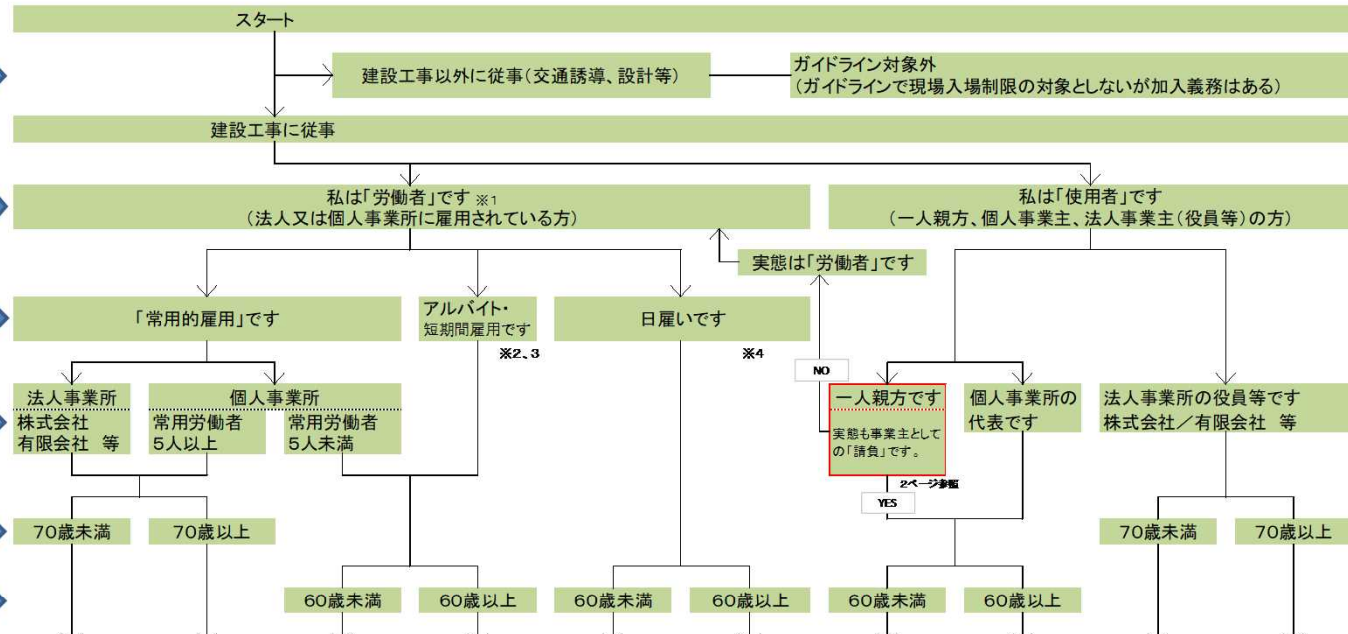 スタート
建設工事以外に従事(交通誘導、設計等)
ガイドライン対象外
(ガイドラインで現場入場制限の対象としないが加入義務はある)
建設工事に従事
私は「労働者」です ※1
(法人又は個人事業所に雇用されている方)
私は「使用者」です
(一人親方、個人事業主、法人事業主(役員等)の方)
実態は「労働者」です
「常用的雇用」です
アルバイト・
短期間雇用です
※2、3
日雇いです
※4
NO
法人事業所
株式会社
有限会社 等
個人事業所
常用労働者
5人以上
常用労働者
5人未満
一人親方です
実態も事業主として
の「請負」です。
2ページ参照
YES
個人事業所の
代表です
法人事業所の役員等です
株式会社/有限会社 等
70歳未満
70歳以上
70歳未満
70歳以上
60歳未満
60歳以上
60歳未満
60歳以上
60歳未満
60歳以上